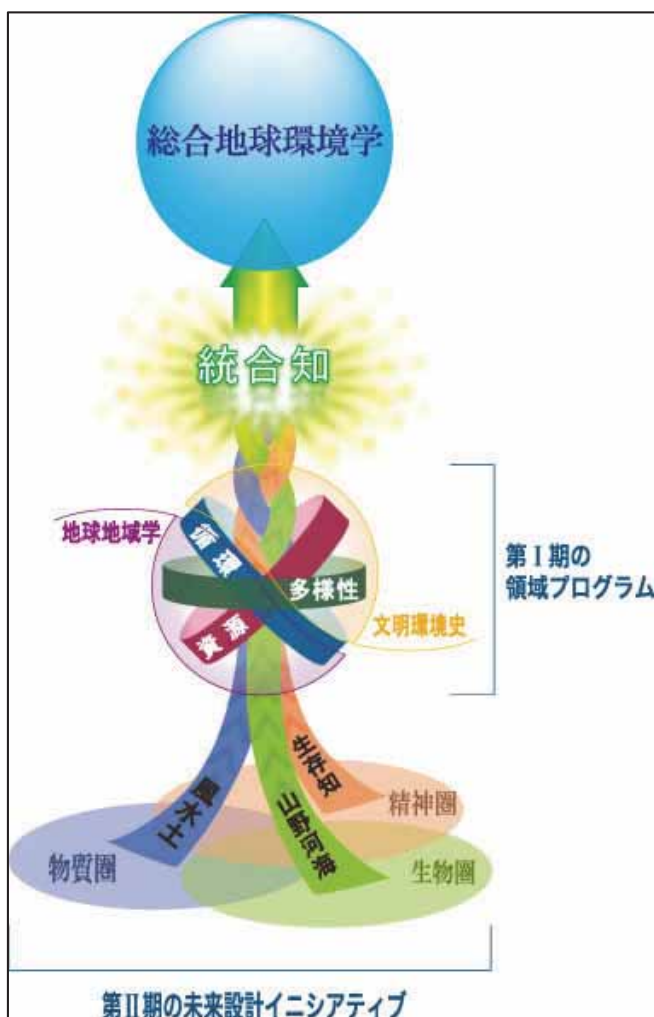 総合地球環境学
統合知
地球地域学
循環
多様性
資源
文明環境史
第Ⅰ期の
領域プログラム
生存知
風水土
山野河海
精神圏
物質圏
生物圏
第Ⅱ期の未来設計イニシアティブ